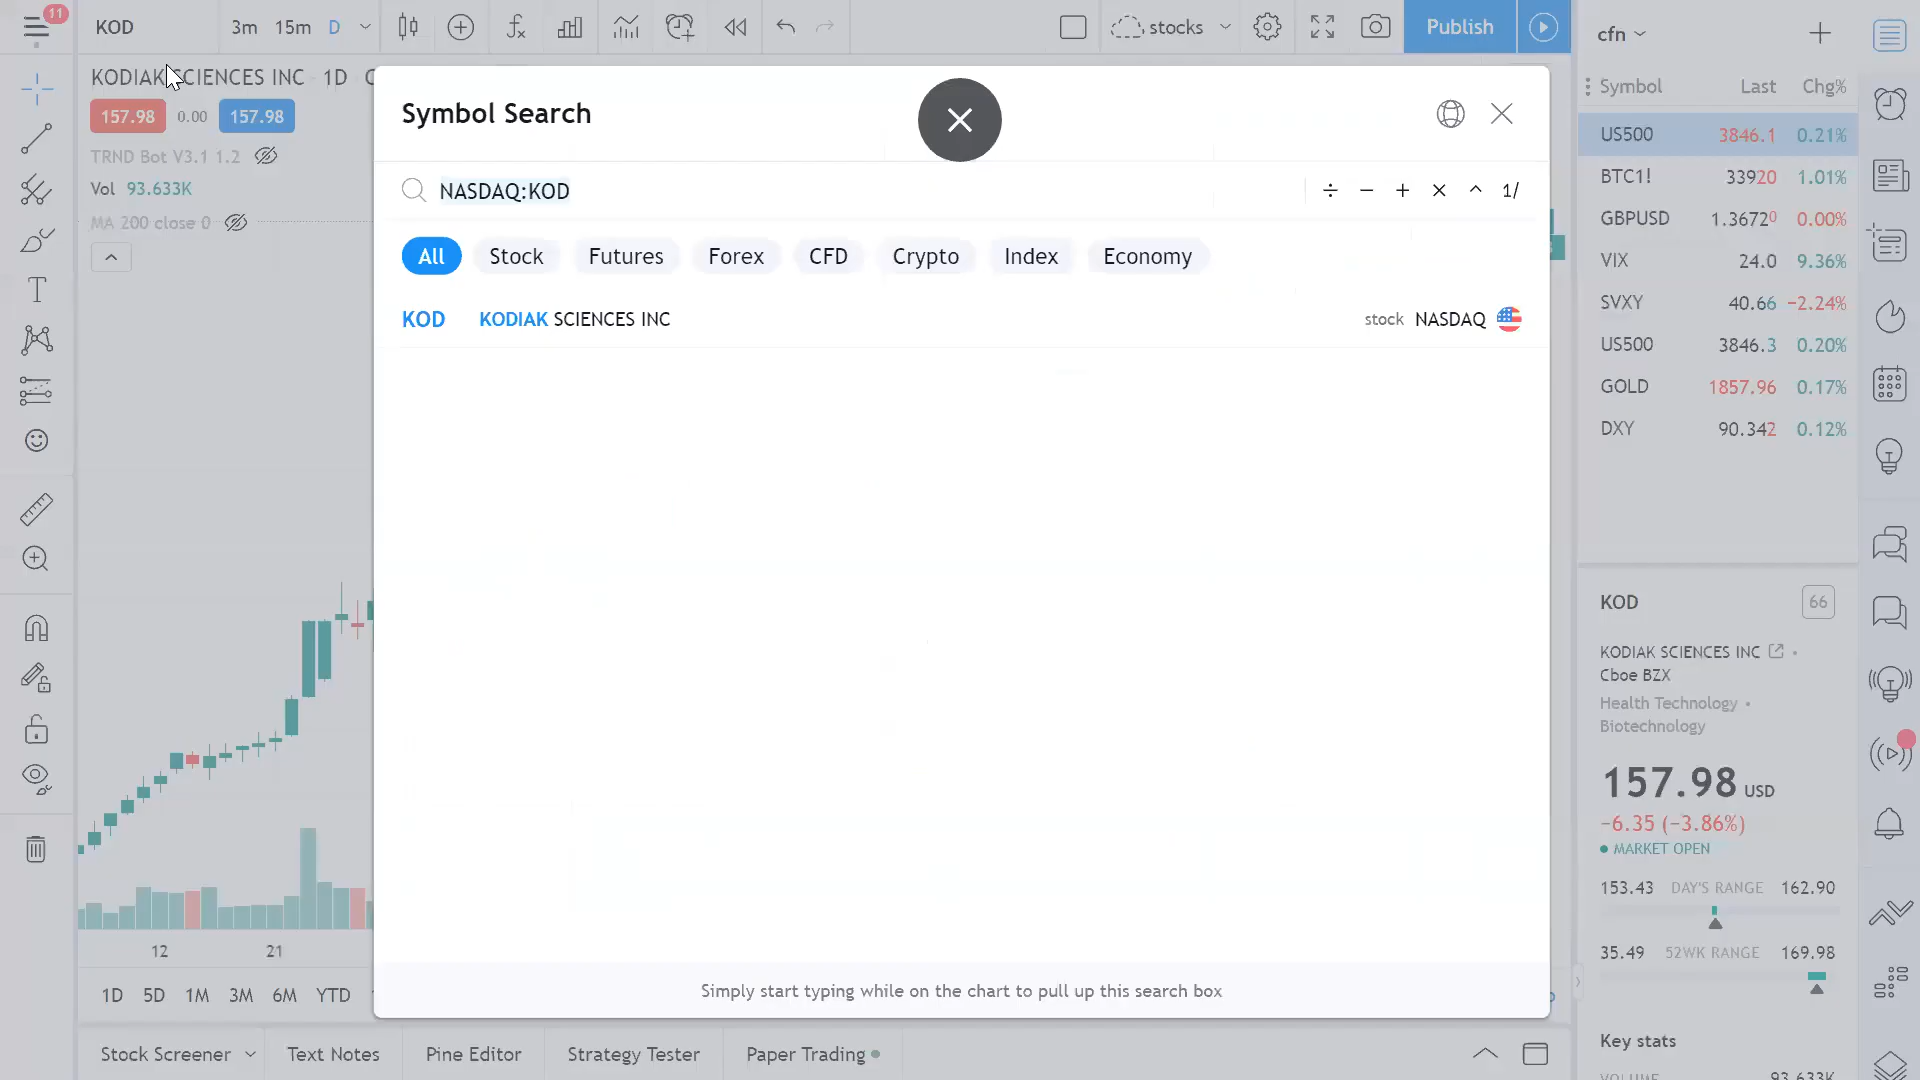 11
KOD
3m 15m D
stocks
Publish
cfn
KODIAK SCIENCES INC · 1D
157.98 0.00 157.98
TRND Bot V3.1 1.2
Vol 93.633K
MA 200 close 0
Symbol Search
NASDAQ:KOD
÷ − + × ^ 1/
All Stock Futures Forex CFD Crypto Index Economy
KOD KODIAK SCIENCES INC stock NASDAQ
Simply start typing while on the chart to pull up this search box
12 21
1D 5D 1M 3M 6M YTD
Stock Screener Text Notes Pine Editor Strategy Tester Paper Trading
Symbol Last Chg%
US500 3846.1 0.21%
BTC1! 33920 1.01%
GBPUSD 1.36720 0.00%
VIX 24.0 9.36%
SVXY 40.66 −2.24%
US500 3846.3 0.20%
GOLD 1857.96 0.17%
DXY 90.342 0.12%
KOD 66
KODIAK SCIENCES INC •
Cboe BZX
Health Technology •
Biotechnology
157.98 USD
−6.35 (−3.86%)
MARKET OPEN
153.43 DAY'S RANGE 162.90
35.49 52WK RANGE 169.98
Key stats
VOLUME 93.633K